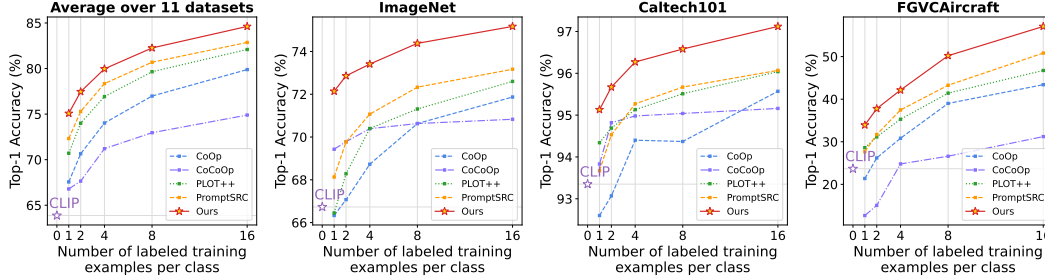 Average over 11 datasets
Top-1 Accuracy (%)
85
80
75
70
65
CLIP
CoOp
CoCoOp
PLOT++
PromptSRC
Ours
0 1 2 4 8 16
Number of labeled training
examples per class
ImageNet
Top-1 Accuracy (%)
74
72
70
68
66
CLIP
CoOp
CoCoOp
PLOT++
PromptSRC
Ours
0 1 2 4 8 16
Number of labeled training
examples per class
Caltech101
Top-1 Accuracy (%)
97
96
95
94
93
CLIP
CoOp
CoCoOp
PLOT++
PromptSRC
Ours
0 1 2 4 8 16
Number of labeled training
examples per class
FGVCAircraft
Top-1 Accuracy (%)
50
40
30
20
CLIP
CoOp
CoCoOp
PLOT++
PromptSRC
Ours
0 1 2 4 8
Number of labeled training
examples per class